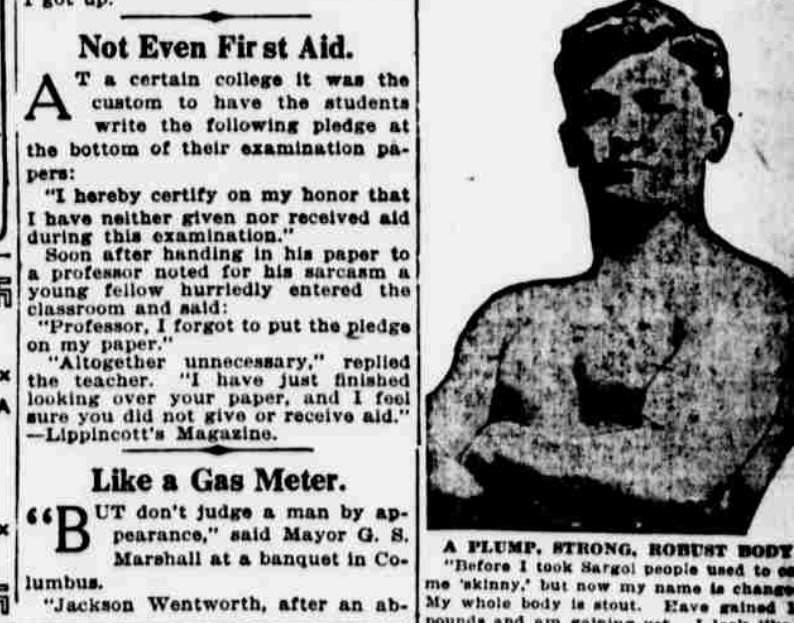 I got up.
Not Even First Aid.
AT a certain college it was the
custom to have the students
write the following pledge at
the bottom of their examination pa-
pers:
"I hereby certify on my honor that
I have neither given nor received aid
during this examination."
Soon after handing in his paper to
a professor noted for his sarcasm a
young fellow hurriedly entered the
classroom and said:
"Professor, I forgot to put the pledge
on my paper."
"Altogether unnecessary," replied
the teacher. "I have just finished
looking over your paper, and I feel
sure you did not give or receive aid."
—Lippincott's Magazine.
Like a Gas Meter.
"BUT don't judge a man by ap-
pearance," said Mayor G. S.
Marshall at a banquet in Co-
lumbus.
"Jackson Wentworth, after an ab-
A PLUMP, STRONG, ROBUST BODY
"Before I took Sargol people used to
me 'skinny,' but now my name is change
My whole body is stout. Have gained
pounds and am gaining yet. I look like